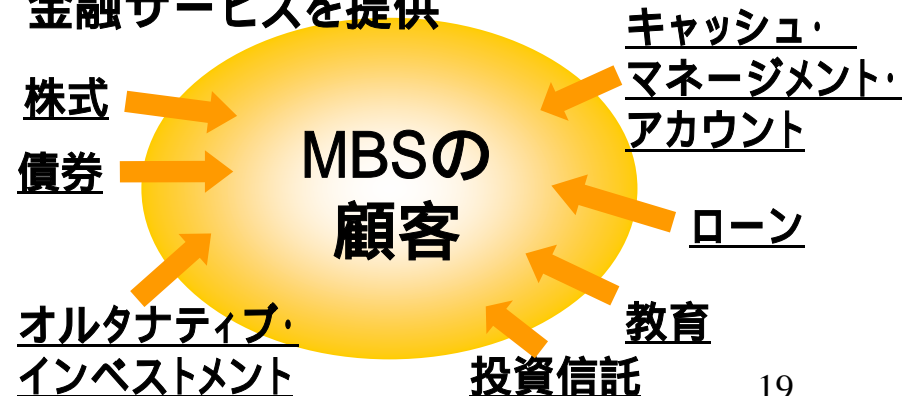 金融サービスを提供
株式
債券
オルタナティブ・
インベストメント
MBSの
顧客
キャッシュ・
マネージメント・
アカウント
ローン
教育
投資信託
19